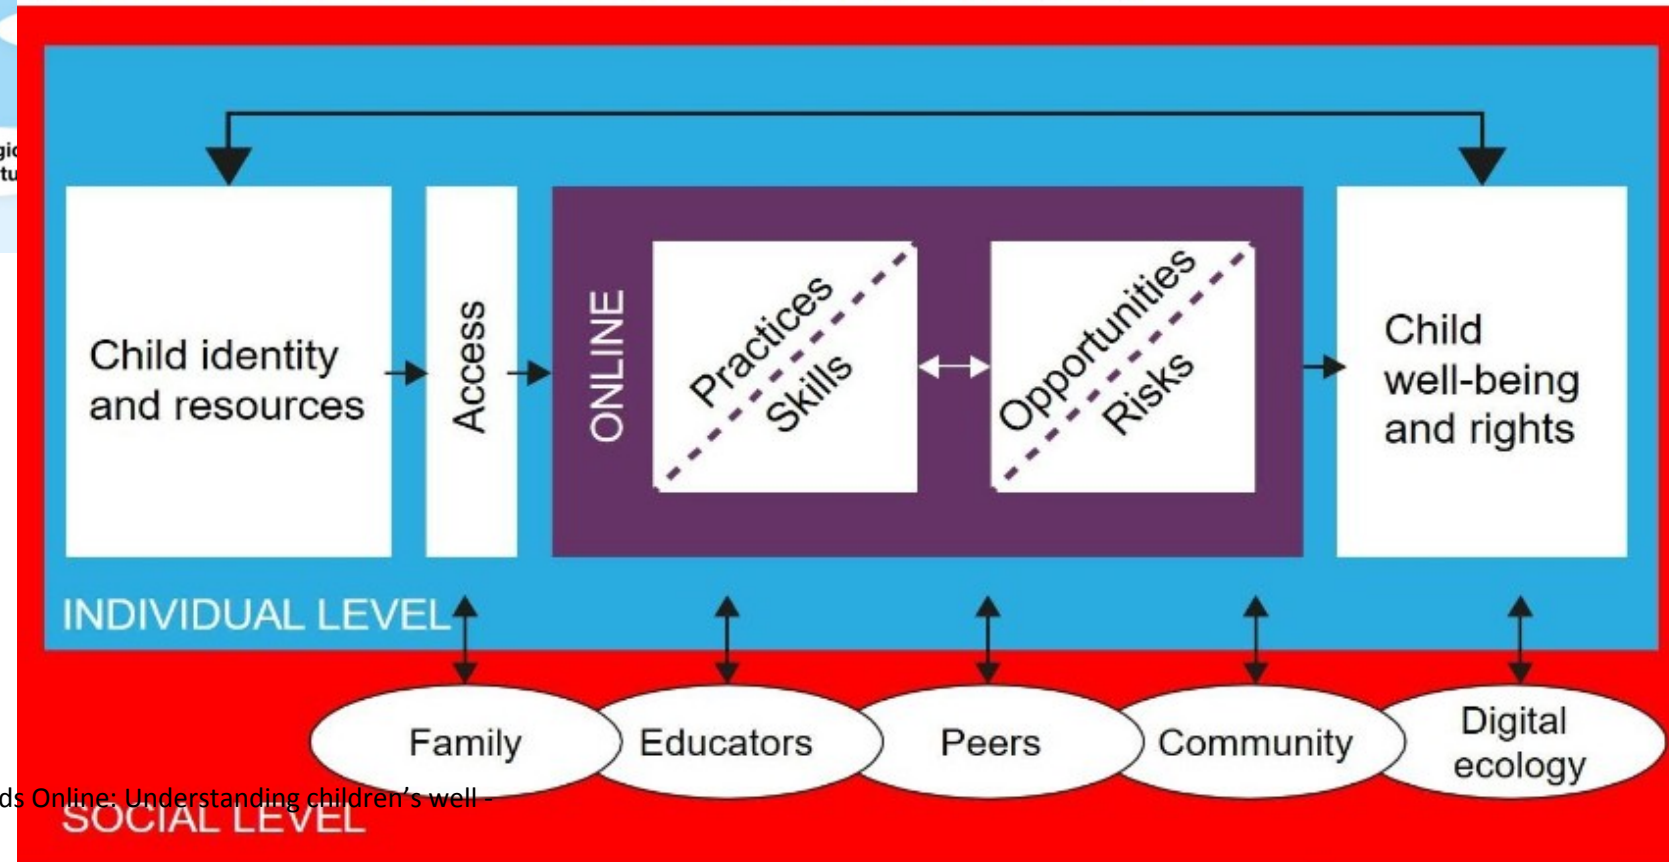 Child identity
and resources
Access
ONLINE
Practices
Skills
Opportunities
Risks
Child
well-being
and rights
INDIVIDUAL LEVEL
Family
Educators
Peers
Community
Digital
ecology
Online: Understanding children’s well -
SOCIAL LEVEL